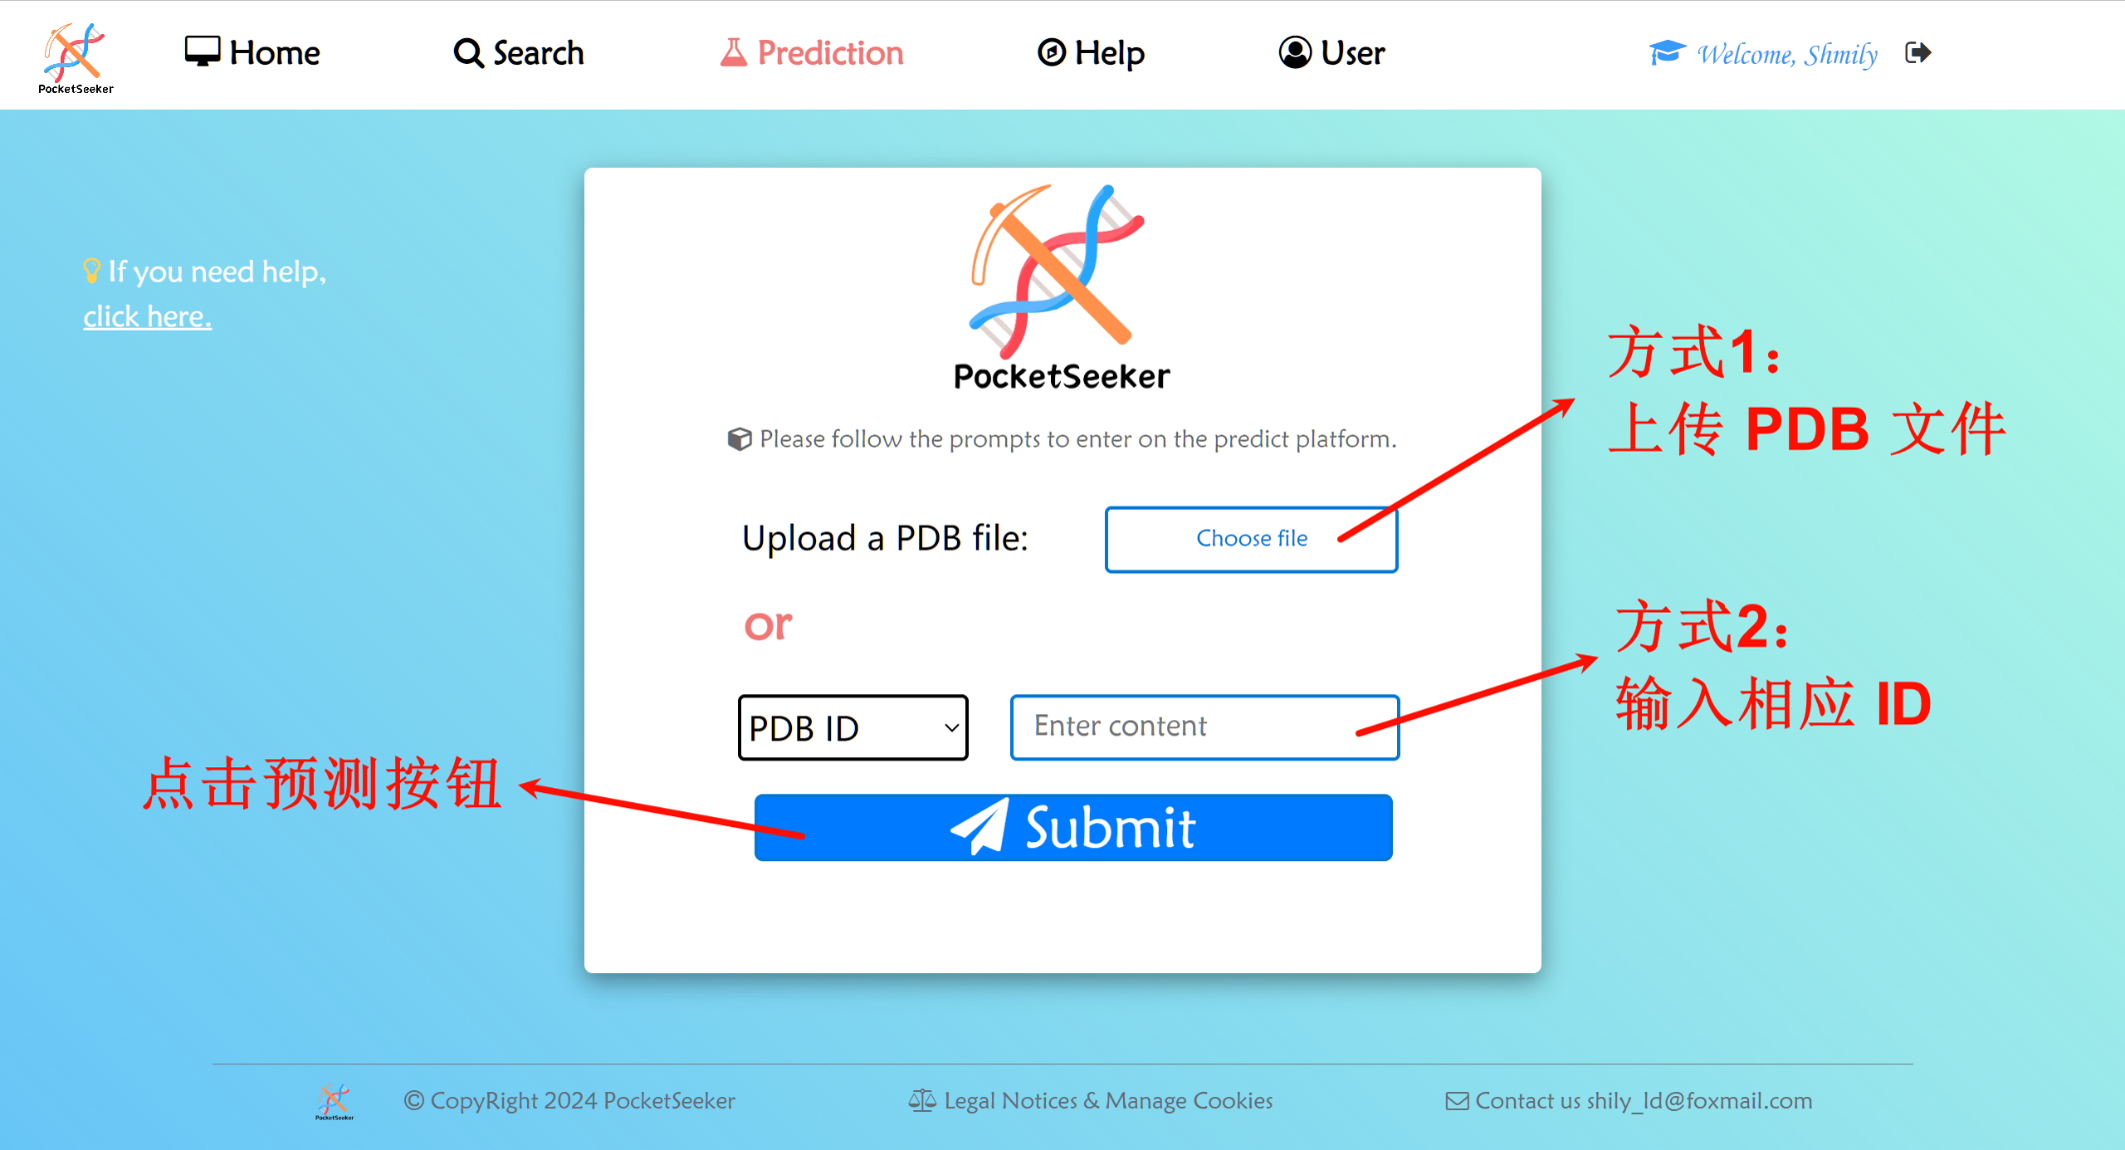 PocketSeeker
Home
Search
Prediction
Help
User
Welcome, Shmily
If you need help,
click here.
PocketSeeker
Please follow the prompts to enter on the predict platform.
方式1：
上传 PDB 文件
Upload a PDB file:
Choose file
or
方式2：
输入相应 ID
PDB ID
Enter content
点击预测按钮
Submit
PocketSeeker
© CopyRight 2024 PocketSeeker
Legal Notices & Manage Cookies
Contact us shily_ld@foxmail.com